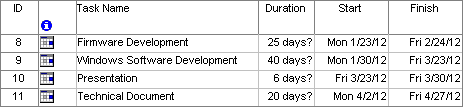 ID Task Name Duration Start Finish
8 Firmware Development 25 days? Mon 1/23/12 Fri 2/24/12
9 Windows Software Development 40 days? Mon 1/30/12 Fri 3/23/12
10 Presentation 6 days? Fri 3/23/12 Fri 3/30/12
11 Technical Document 20 days? Mon 4/2/12 Fri 4/27/12